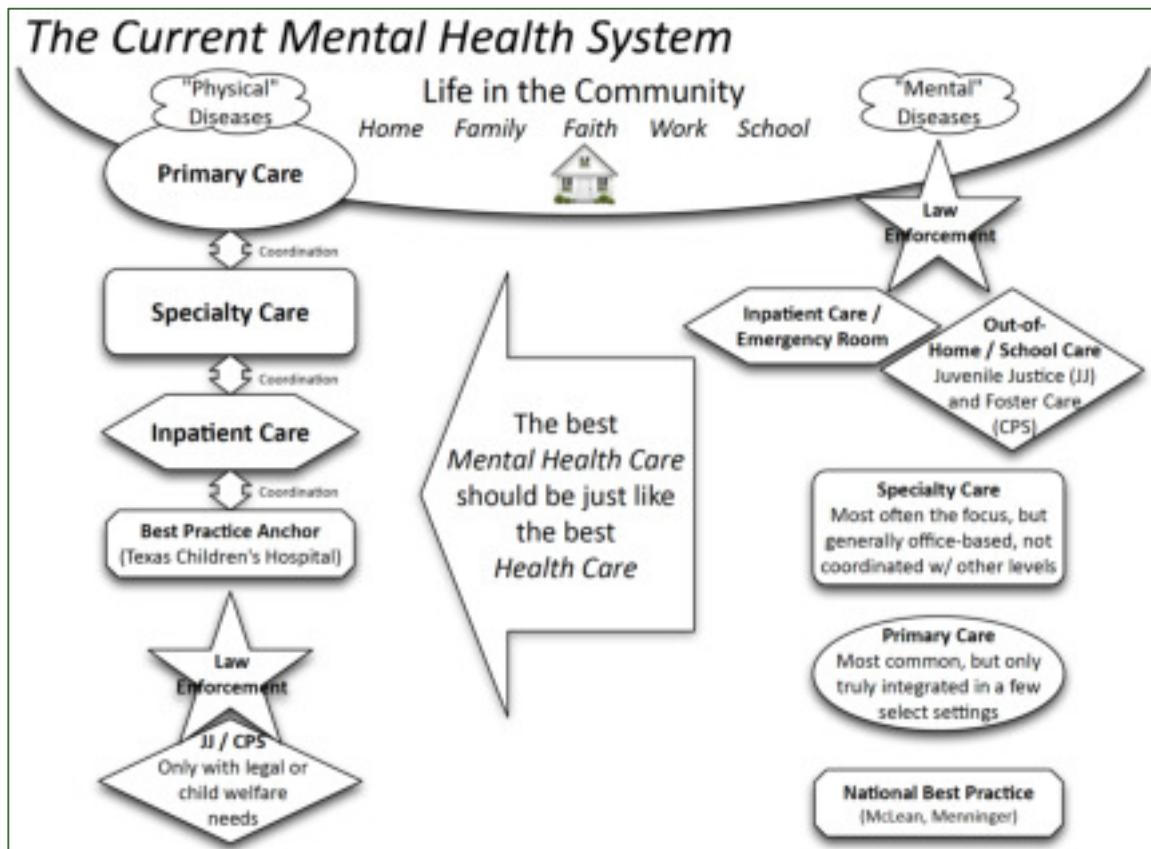 The Current Mental Health System
"Physical"
Diseases
Life in the Community
Home Family Faith Work School
"Mental"
Diseases
Primary Care
Coordination
Specialty Care
Coordination
Inpatient Care
Coordination
Best Practice Anchor
(Texas Children's Hospital)
Law
Enforcement
JJ / CPS
Only with legal or
child welfare
needs
The best
Mental Health Care
should be just like
the best
Health Care
Law
Enforcement
Inpatient Care /
Emergency Room
Out-of-
Home / School Care
Juvenile Justice (JJ)
and Foster Care
(CPS)
Specialty Care
Most often the focus, but
generally office-based, not
coordinated w/ other levels
Primary Care
Most common, but only
truly integrated in a few
select settings
National Best Practice
(McLean, Menninger)